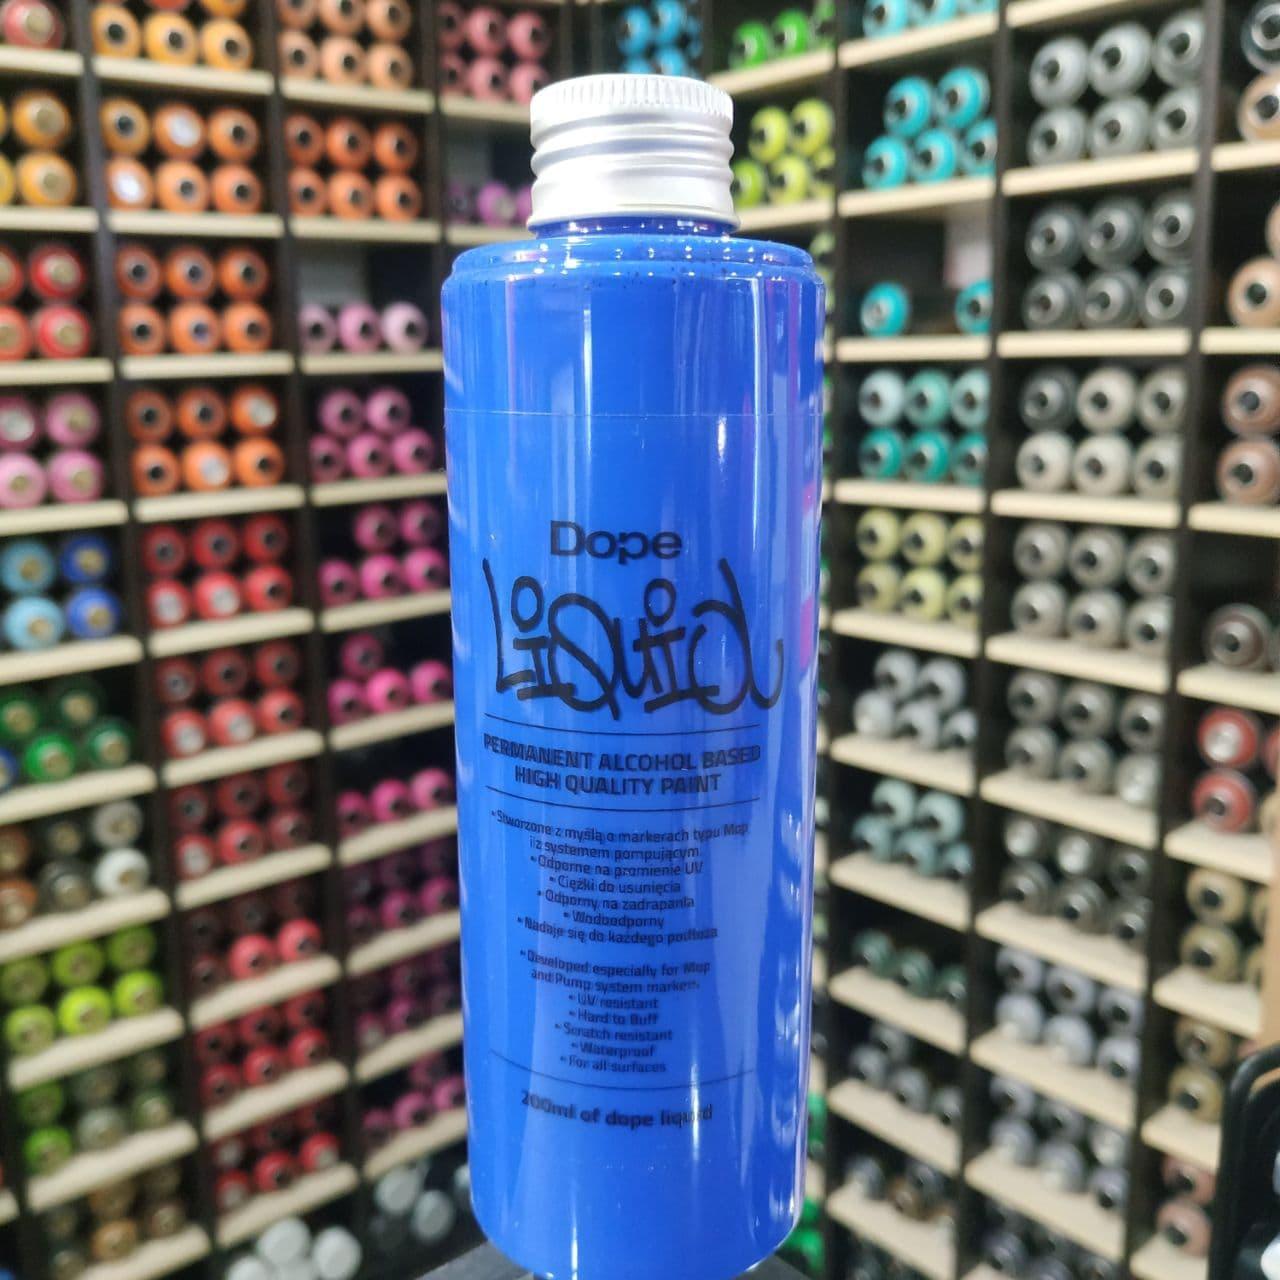 Dope
LiQuid
PERMANENT ALCOHOL BASED
HIGH QUALITY PAINT
• Stworzone z myślą o markerach typu Mop
i z systemem pompującym
• Odporne na promienie UV
• Ciężki do usunięcia
• Odporny na zadrapania
• Wodoodporny
• Nadaje się do każdego podłoża
• Developed especially for Mop
and Pump system markers
• UV resistant
• Hard to Buff
• Scratch resistant
• Waterproof
• For all surfaces
200ml of dope liquid